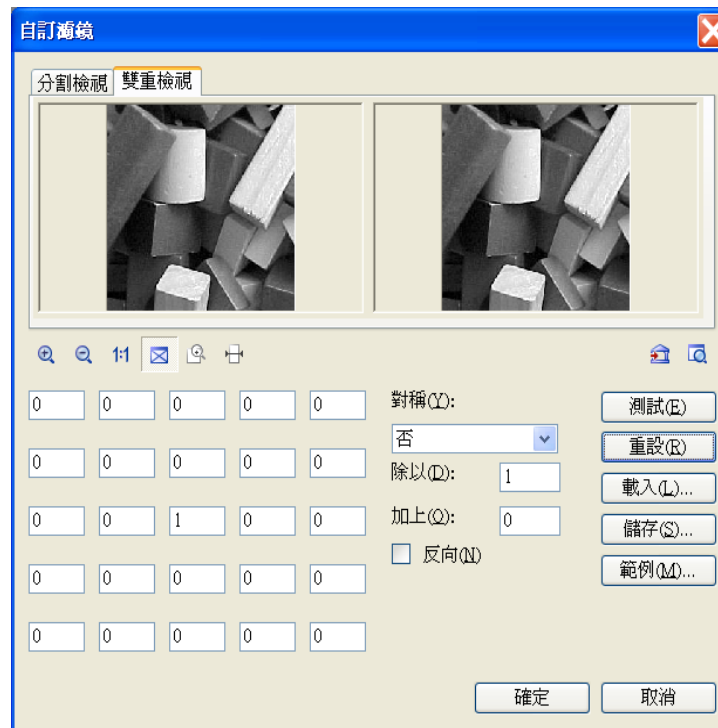 自訂濾鏡
分割檢視 雙重檢視
1:1
0 0 0 0 0
0 0 0 0 0
0 0 1 0 0
0 0 0 0 0
0 0 0 0 0
對稱(Y):
否
除以(D): 1
加上(O): 0
反向(N)
測試(E)
重設(R)
載入(L)...
儲存(S)...
範例(M)...
確定 取消